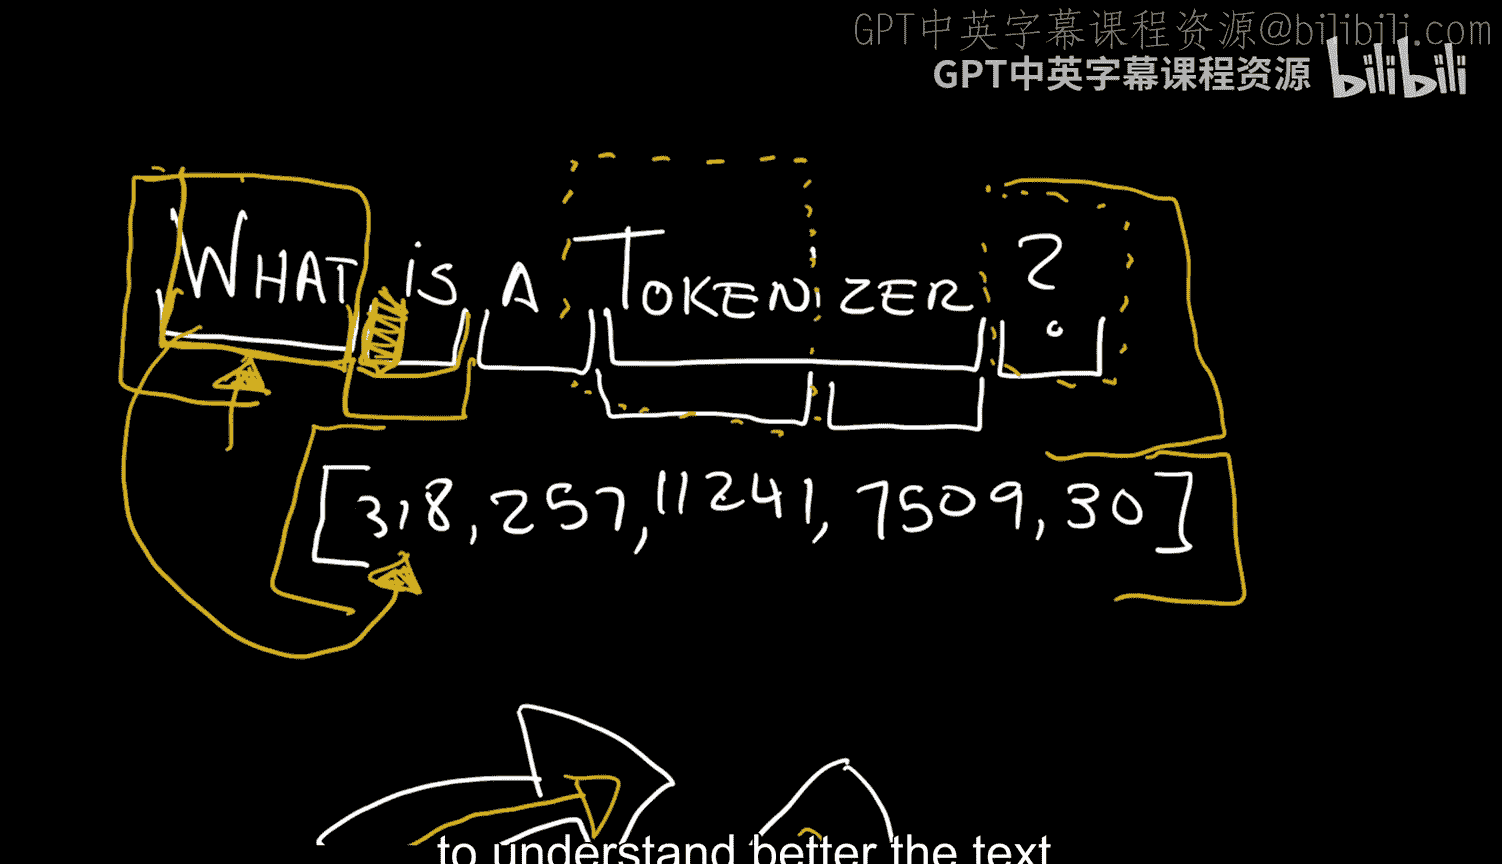 GPT中英字幕课程资源@bilibili.com
GPT中英字幕课程资源 bilibili
WHAT is A TOKENIZER ?
[318, 257, 11241, 7509, 30]
to understand better the text